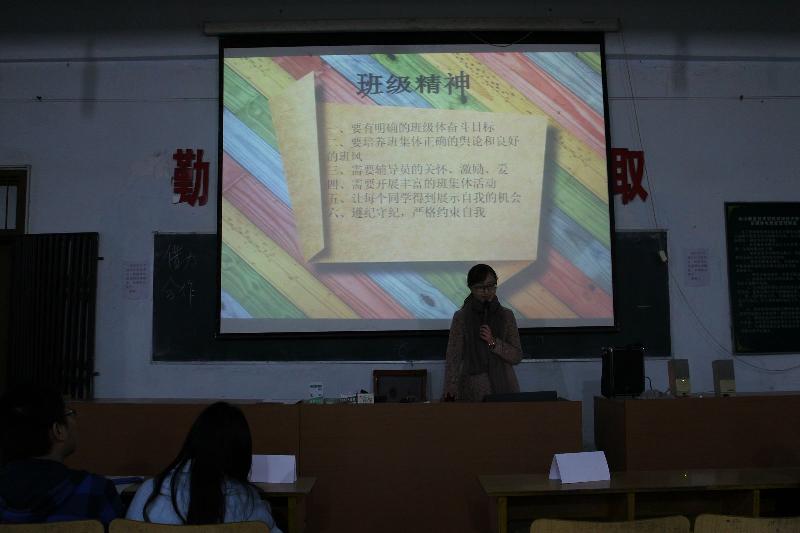 班级精神
一、要有明确的班级体奋斗目标
二、要培养班集体正确的舆论和良好
的班风
三、需要辅导员的关怀、激励、爱
四、需要开展丰富的班集体活动
五、让每个同学得到展示自我的机会
六、遵纪守纪，严格约束自我
勤
取
借力
合作